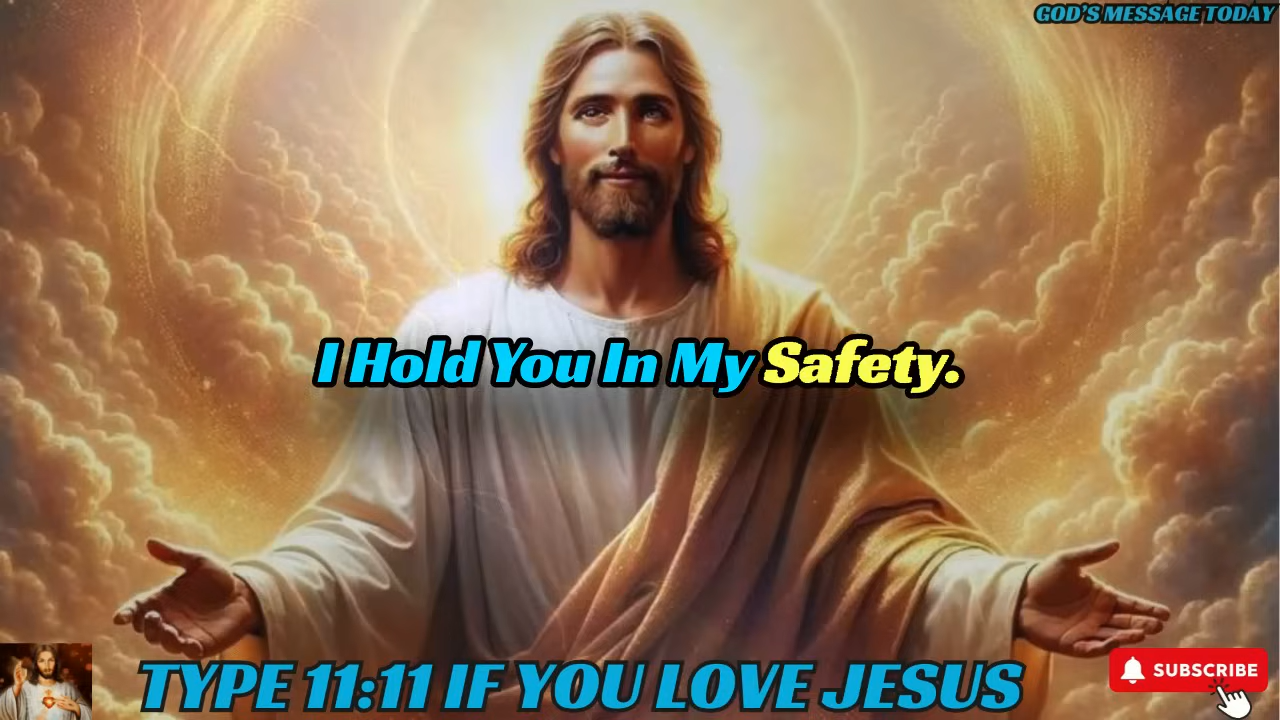 GOD'S MESSAGE TODAY
I Hold You In My Safety.
TYPE 11:11 IF YOU LOVE JESUS
SUBSCRIBE